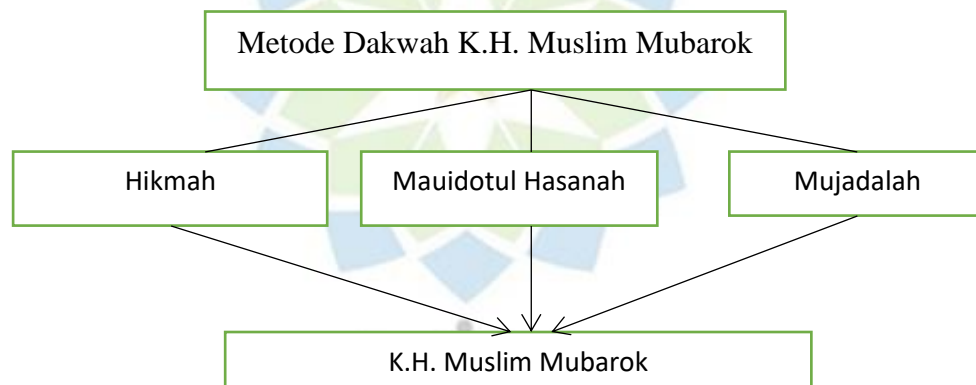 Metode Dakwah K.H. Muslim Mubarok
Hikmah
Mauidotul Hasanah
Mujadalah
K.H. Muslim Mubarok